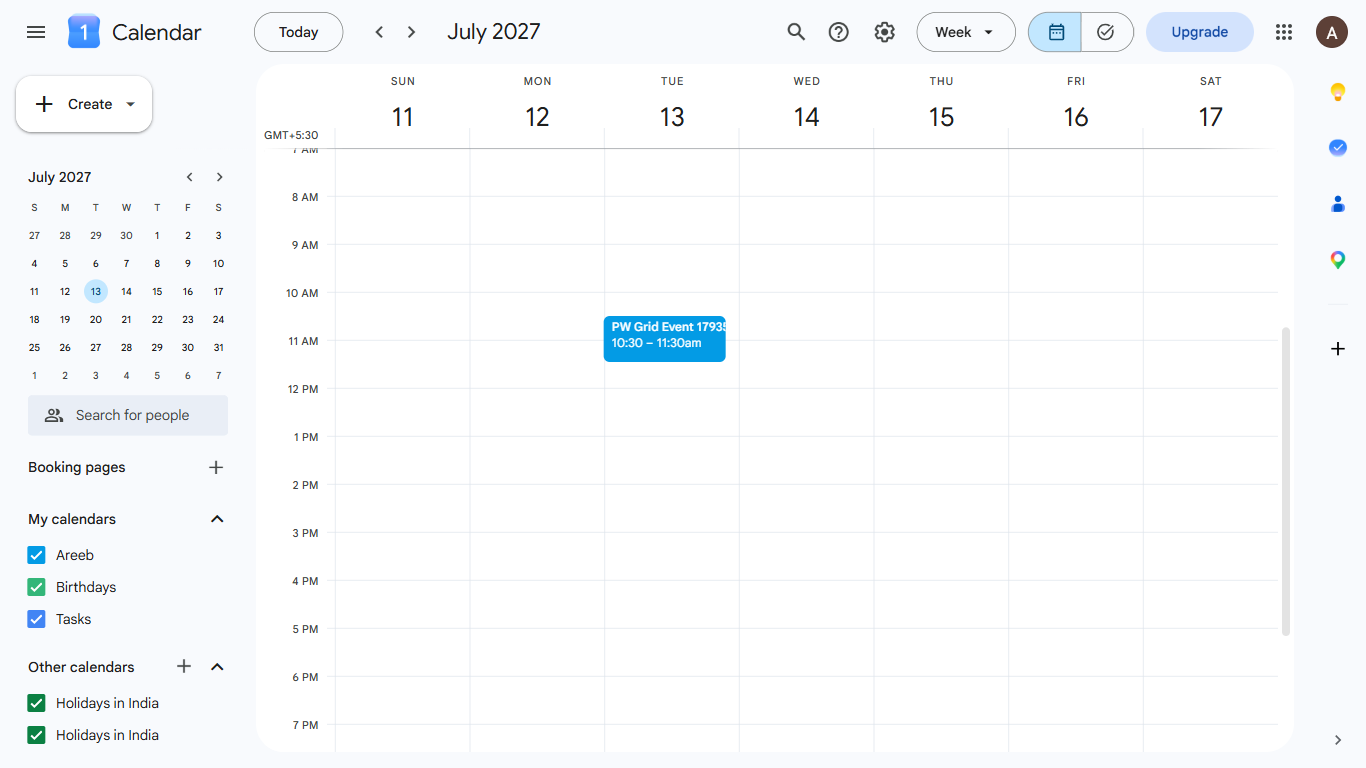 1 Calendar Today July 2027 Week Upgrade A
Create
SUN MON TUE WED THU FRI SAT
11 12 13 14 15 16 17
GMT+5:30
7 AM
July 2027
S M T W T F S
27 28 29 30 1 2 3
4 5 6 7 8 9 10
11 12 13 14 15 16 17
18 19 20 21 22 23 24
25 26 27 28 29 30 31
1 2 3 4 5 6 7
Search for people
Booking pages
My calendars
Areeb
Birthdays
Tasks
Other calendars
Holidays in India
Holidays in India
8 AM
9 AM
10 AM
PW Grid Event 17935
10:30 – 11:30am
11 AM
12 PM
1 PM
2 PM
3 PM
4 PM
5 PM
6 PM
7 PM